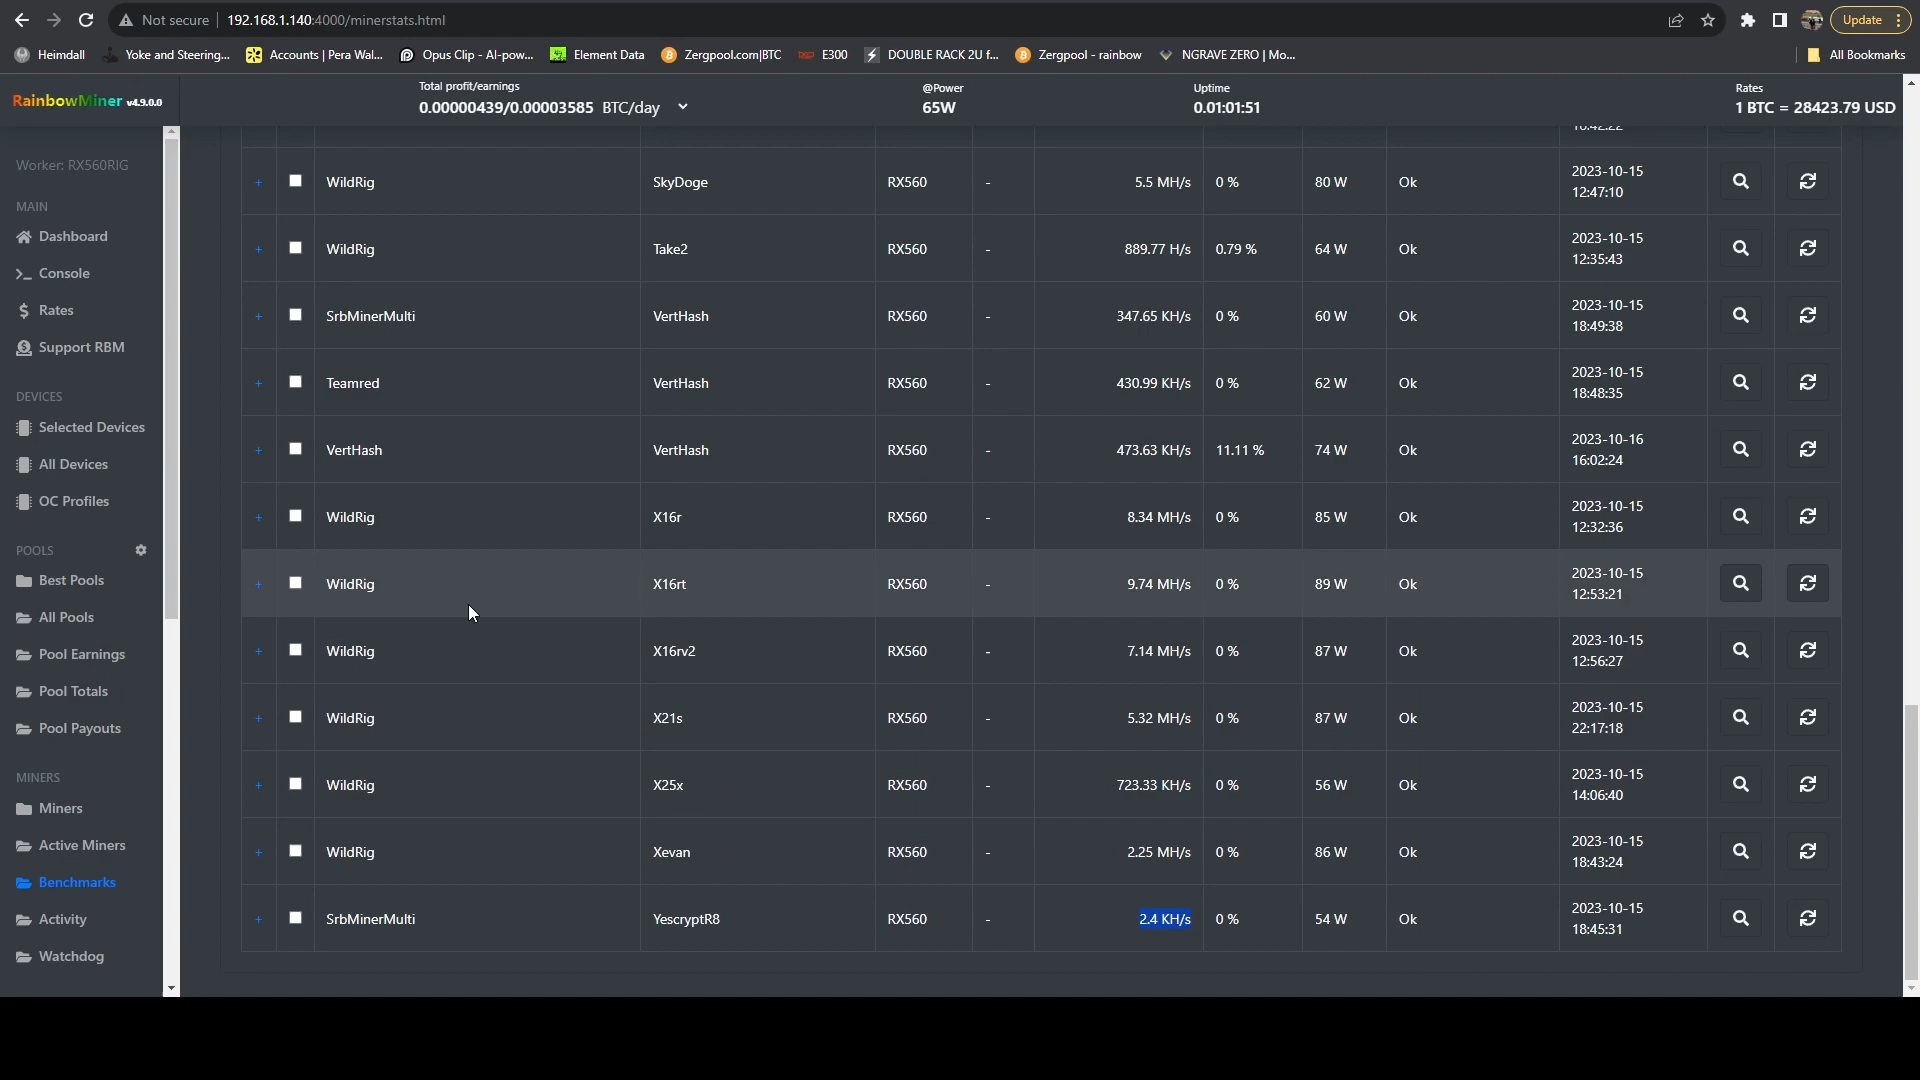 Not secure 192.168.1.140:4000/minerstats.html Update
Heimdall Yoke and Steering... Accounts | Pera Wal... Opus Clip - AI-pow... Element Data Zergpool.com|BTC E300 DOUBLE RACK 2U f... Zergpool - rainbow NGRAVE ZERO | Mo... All Bookmarks
RainbowMiner v4.9.0.0
Total profit/earnings
0.00000439/0.00003585 BTC/day
@Power
65W
Uptime
0.01:01:51
Rates
1 BTC = 28423.79 USD
Worker: RX560RIG
MAIN
Dashboard
Console
Rates
Support RBM
DEVICES
Selected Devices
All Devices
OC Profiles
POOLS
Best Pools
All Pools
Pool Earnings
Pool Totals
Pool Payouts
MINERS
Miners
Active Miners
Benchmarks
Activity
Watchdog
+ WildRig SkyDoge RX560 - 5.5 MH/s 0 % 80 W Ok 2023-10-15
12:47:10
+ WildRig Take2 RX560 - 889.77 H/s 0.79 % 64 W Ok 2023-10-15
12:35:43
+ SrbMinerMulti VertHash RX560 - 347.65 KH/s 0 % 60 W Ok 2023-10-15
18:49:38
+ Teamred VertHash RX560 - 430.99 KH/s 0 % 62 W Ok 2023-10-15
18:48:35
+ VertHash VertHash RX560 - 473.63 KH/s 11.11 % 74 W Ok 2023-10-16
16:02:24
+ WildRig X16r RX560 - 8.34 MH/s 0 % 85 W Ok 2023-10-15
12:32:36
+ WildRig X16rt RX560 - 9.74 MH/s 0 % 89 W Ok 2023-10-15
12:53:21
+ WildRig X16rv2 RX560 - 7.14 MH/s 0 % 87 W Ok 2023-10-15
12:56:27
+ WildRig X21s RX560 - 5.32 MH/s 0 % 87 W Ok 2023-10-15
22:17:18
+ WildRig X25x RX560 - 723.33 KH/s 0 % 56 W Ok 2023-10-15
14:06:40
+ WildRig Xevan RX560 - 2.25 MH/s 0 % 86 W Ok 2023-10-15
18:43:24
+ SrbMinerMulti YescryptR8 RX560 - 2.4 KH/s 0 % 54 W Ok 2023-10-15
18:45:31